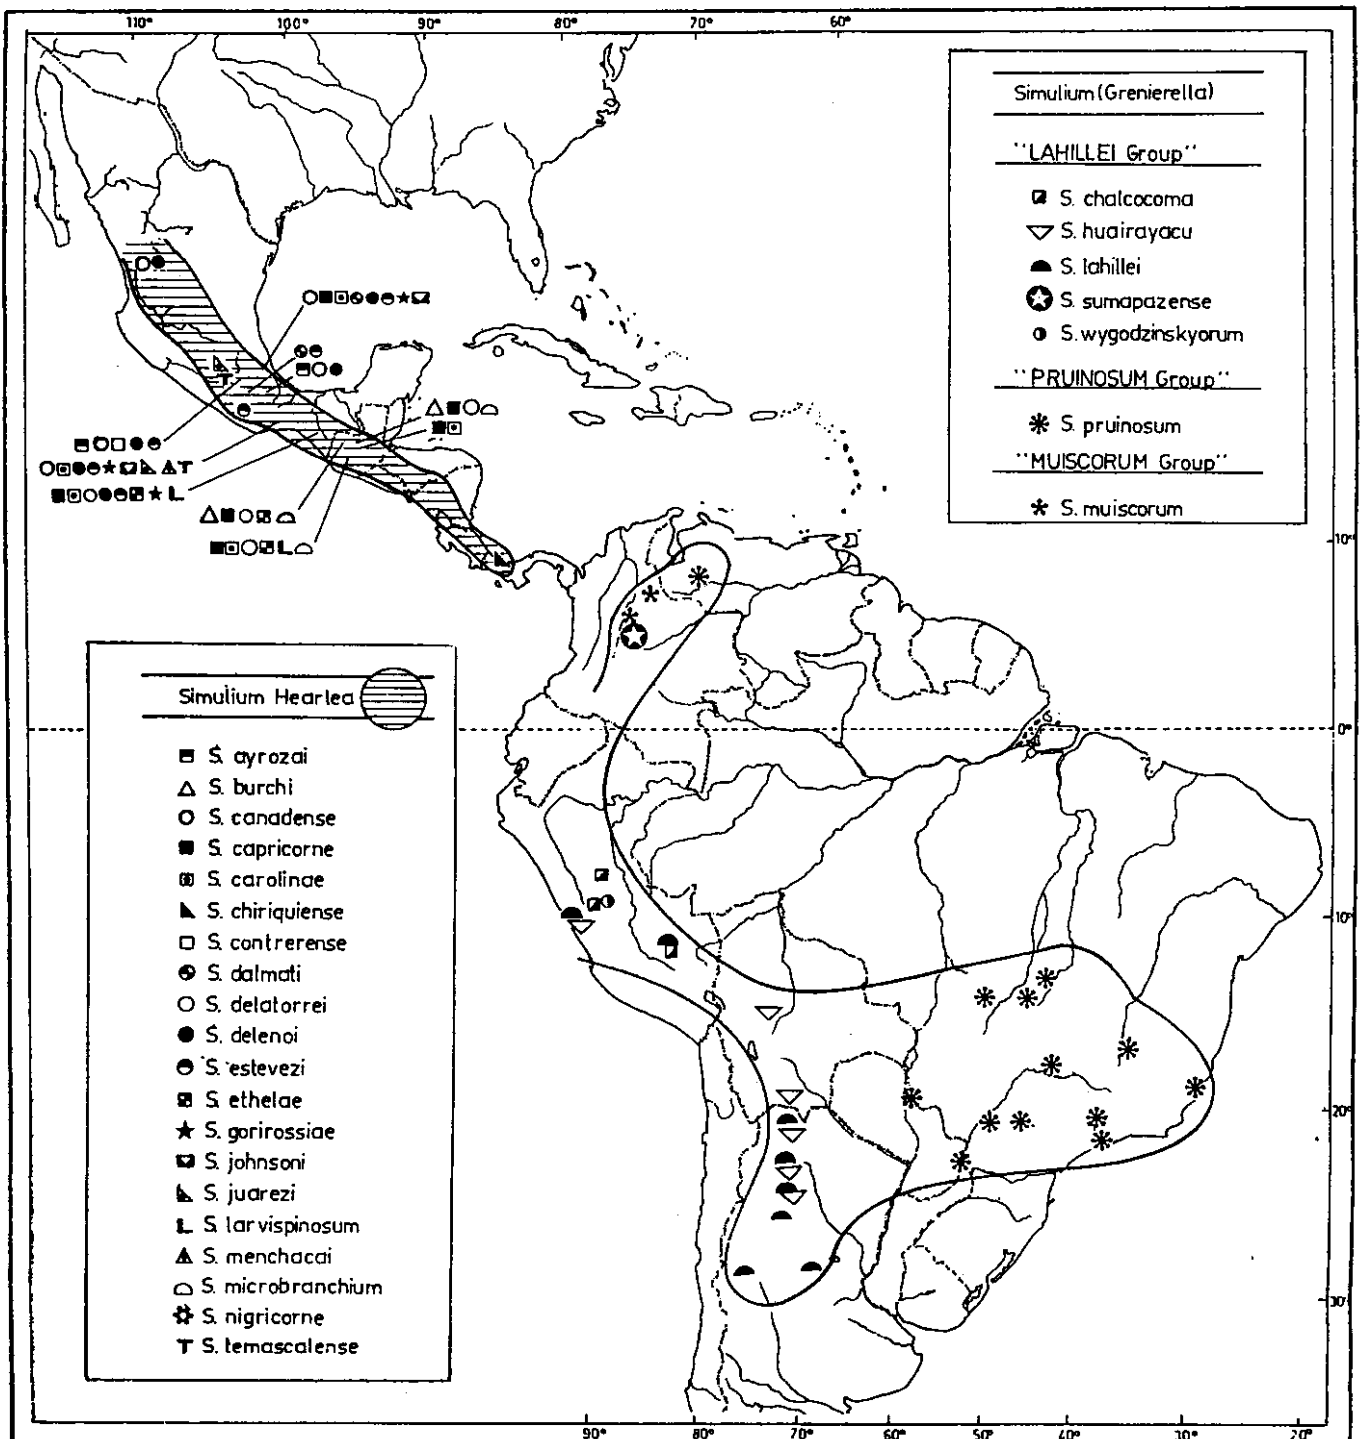 110° 100° 90° 80° 70° 60°
Simulium (Grenierella)
"LAHILLEI Group"
S. chalcocoma
S. huairayacu
S. lahillei
S. sumapazense
S. wygodzinskyorum
"PRUINOSUM Group"
S. pruinosum
"MUISCORUM Group"
S. muiscorum
10°
0°
10°
20°
30°
Simulium Hearlea
S. ayrozai
S. burchi
S. canadense
S. capricorne
S. carolinae
S. chiriquiense
S. contrerense
S. dalmati
S. delatorrei
S. delenoi
S. estevezi
S. ethelae
S. gorirossiae
S. johnsoni
S. juarezi
S. larvispinosum
S. menchacai
S. microbranchium
S. nigricorne
S. temascalense
90° 80° 70° 60° 50° 40° 30° 20°